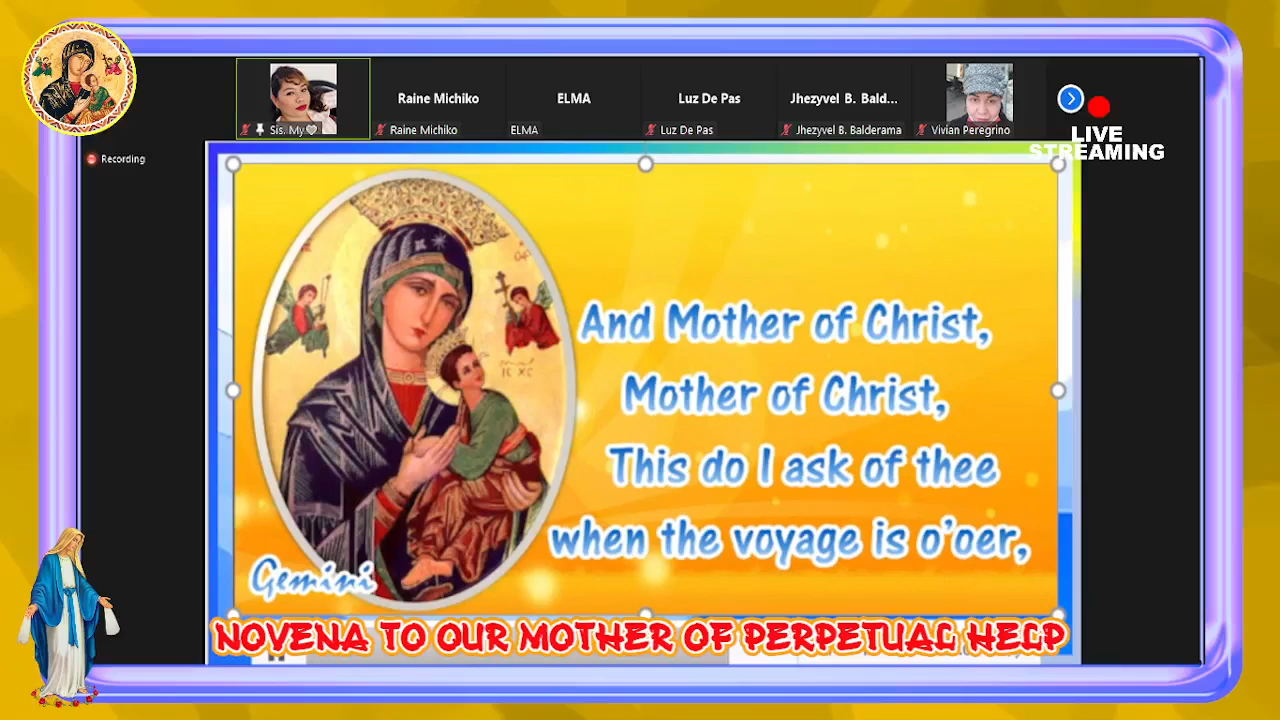 Raine Michiko
ELMA
Luz De Pas
Jhezyvel B. Bald...
Sis. My🤍
Raine Michiko
ELMA
Luz De Pas
Jhezyvel B. Balderama
Vivian Peregrino
LIVE
STREAMING
Recording
And Mother of Christ,
Mother of Christ,
This do I ask of thee
when the voyage is o'oer,
IC XC
Gemini
NOVENA TO OUR MOTHER OF PERPETUAL HELP